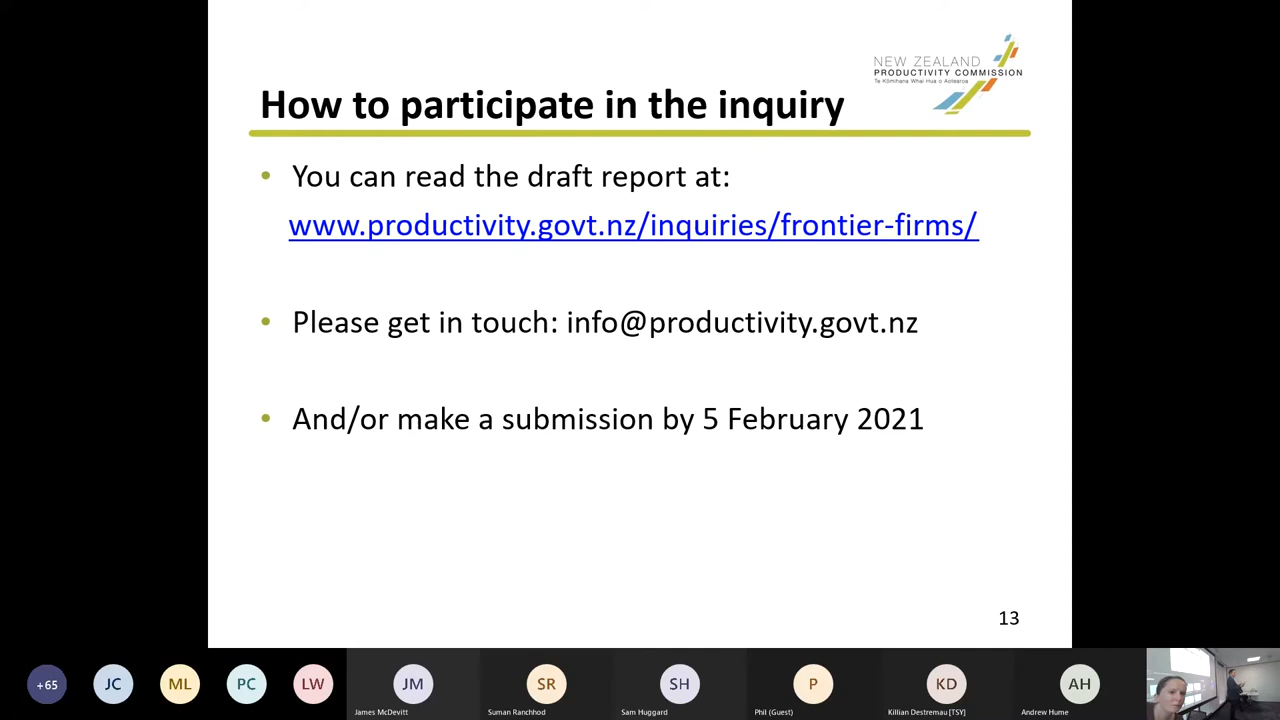 NEW ZEALAND
PRODUCTIVITY COMMISSION
Te Kōmihana Whai Hua o Aotearoa
How to participate in the inquiry
• You can read the draft report at:
www.productivity.govt.nz/inquiries/frontier-firms/
• Please get in touch: info@productivity.govt.nz
• And/or make a submission by 5 February 2021
13
+65
JC
ML
PC
LW
JM
James McDevitt
SR
Suman Ranchhod
SH
Sam Huggard
P
Phil (Guest)
KD
Killian Destremau [TSY]
AH
Andrew Hume